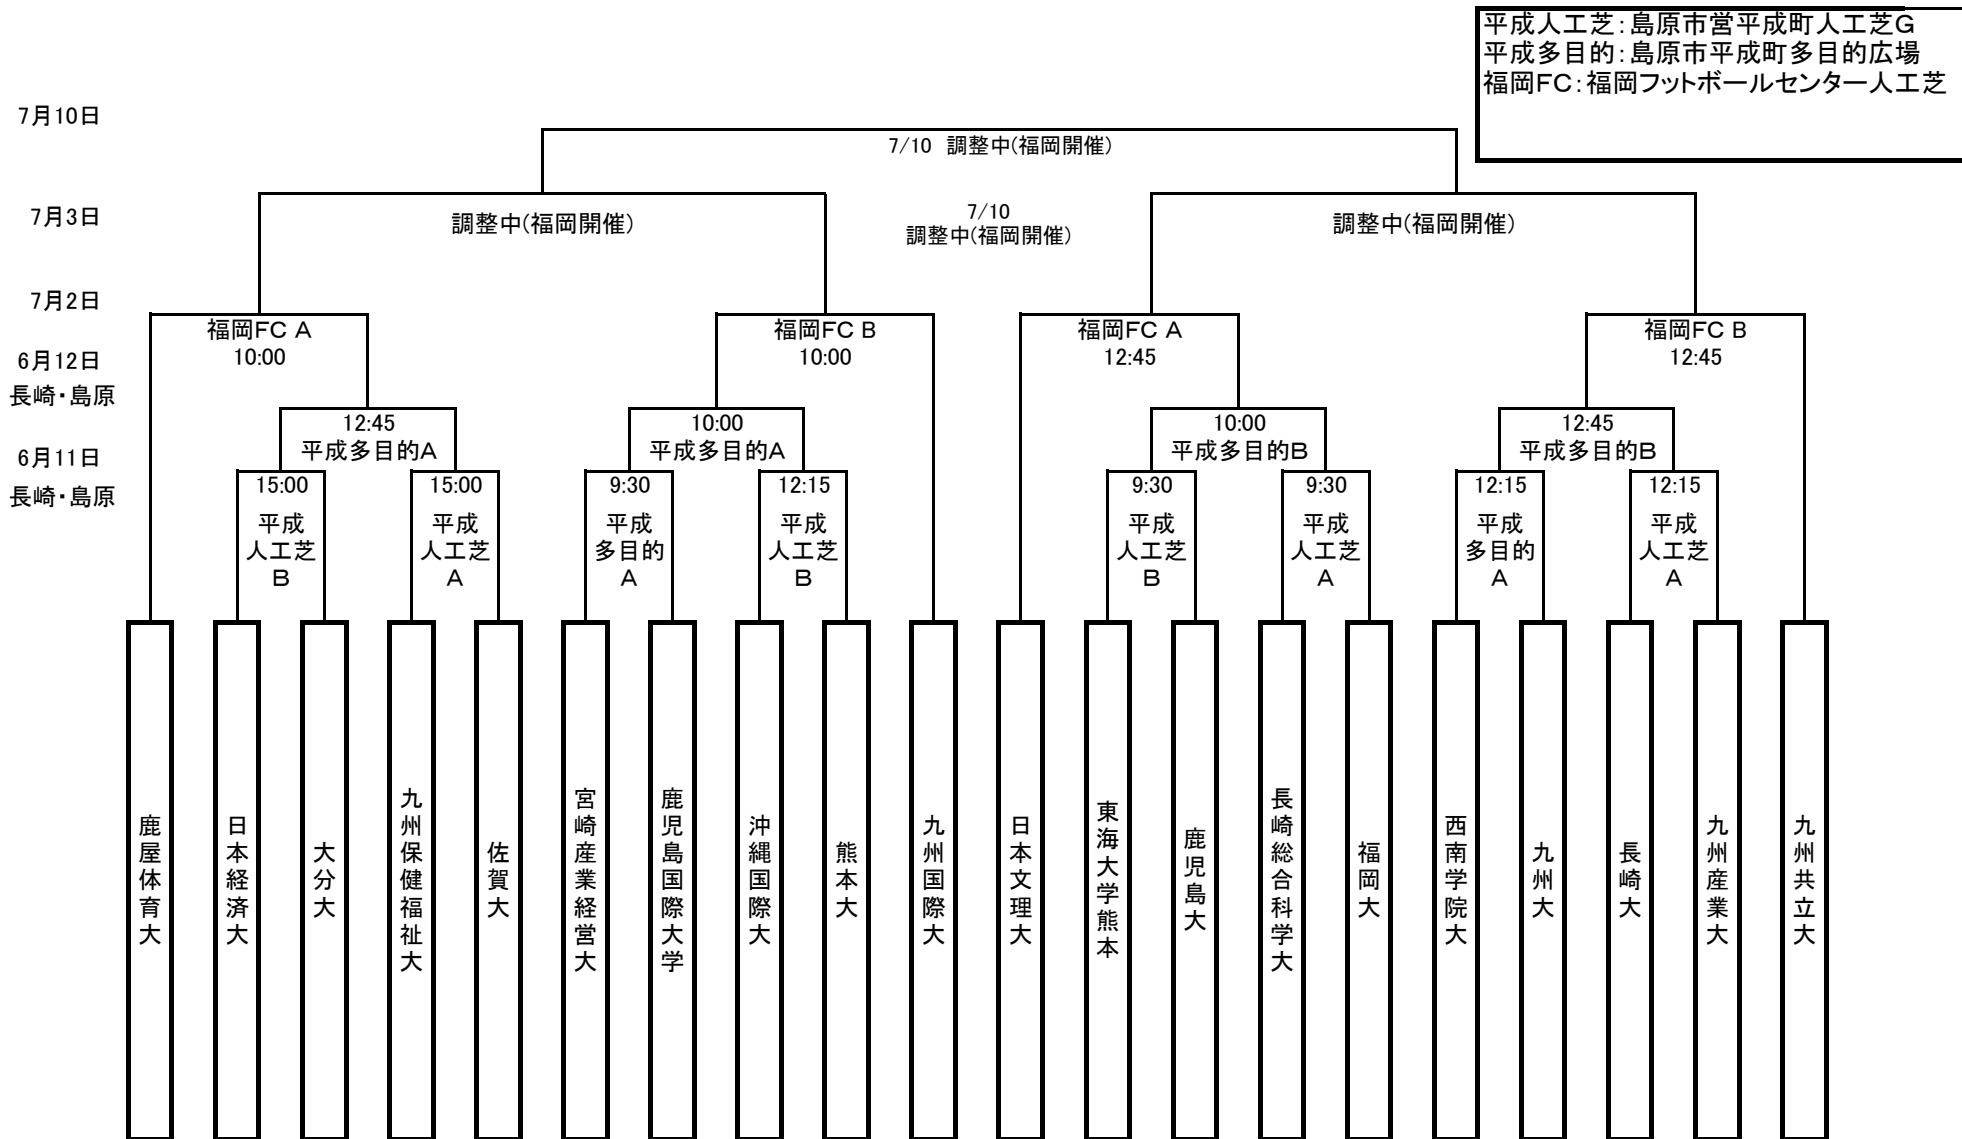 平成人工芝：島原市営平成町人工芝G
平成多目的：島原市平成町多目的広場
福岡FC：福岡フットボールセンター人工芝
7月10日
7/10 調整中(福岡開催)
7月3日
調整中(福岡開催)
7/10
調整中(福岡開催)
調整中(福岡開催)
7月2日
福岡FC A
10:00
福岡FC B
10:00
福岡FC A
12:45
福岡FC B
12:45
6月12日
長崎・島原
12:45
平成多目的A
10:00
平成多目的A
10:00
平成多目的B
12:45
平成多目的B
6月11日
長崎・島原
15:00
平成
人工芝
B
15:00
平成
人工芝
A
9:30
平成
多目的
A
12:15
平成
人工芝
B
9:30
平成
人工芝
B
9:30
平成
人工芝
A
12:15
平成
多目的
A
12:15
平成
人工芝
A
鹿屋体育大
日本経済大
大分大
九州保健福祉大
佐賀大
宮崎産業経営大
鹿児島国際大学
沖縄国際大
熊本大
九州国際大
日本文理大
東海大学熊本
鹿児島大
長崎総合科学大
福岡大
西南学院大
九州大
長崎大
九州産業大
九州共立大